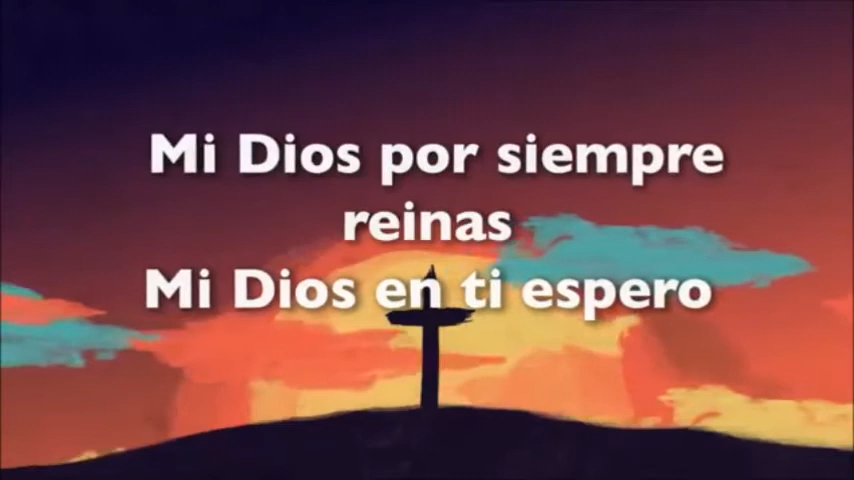 Mi Dios por siempre
reinas
Mi Dios en ti espero